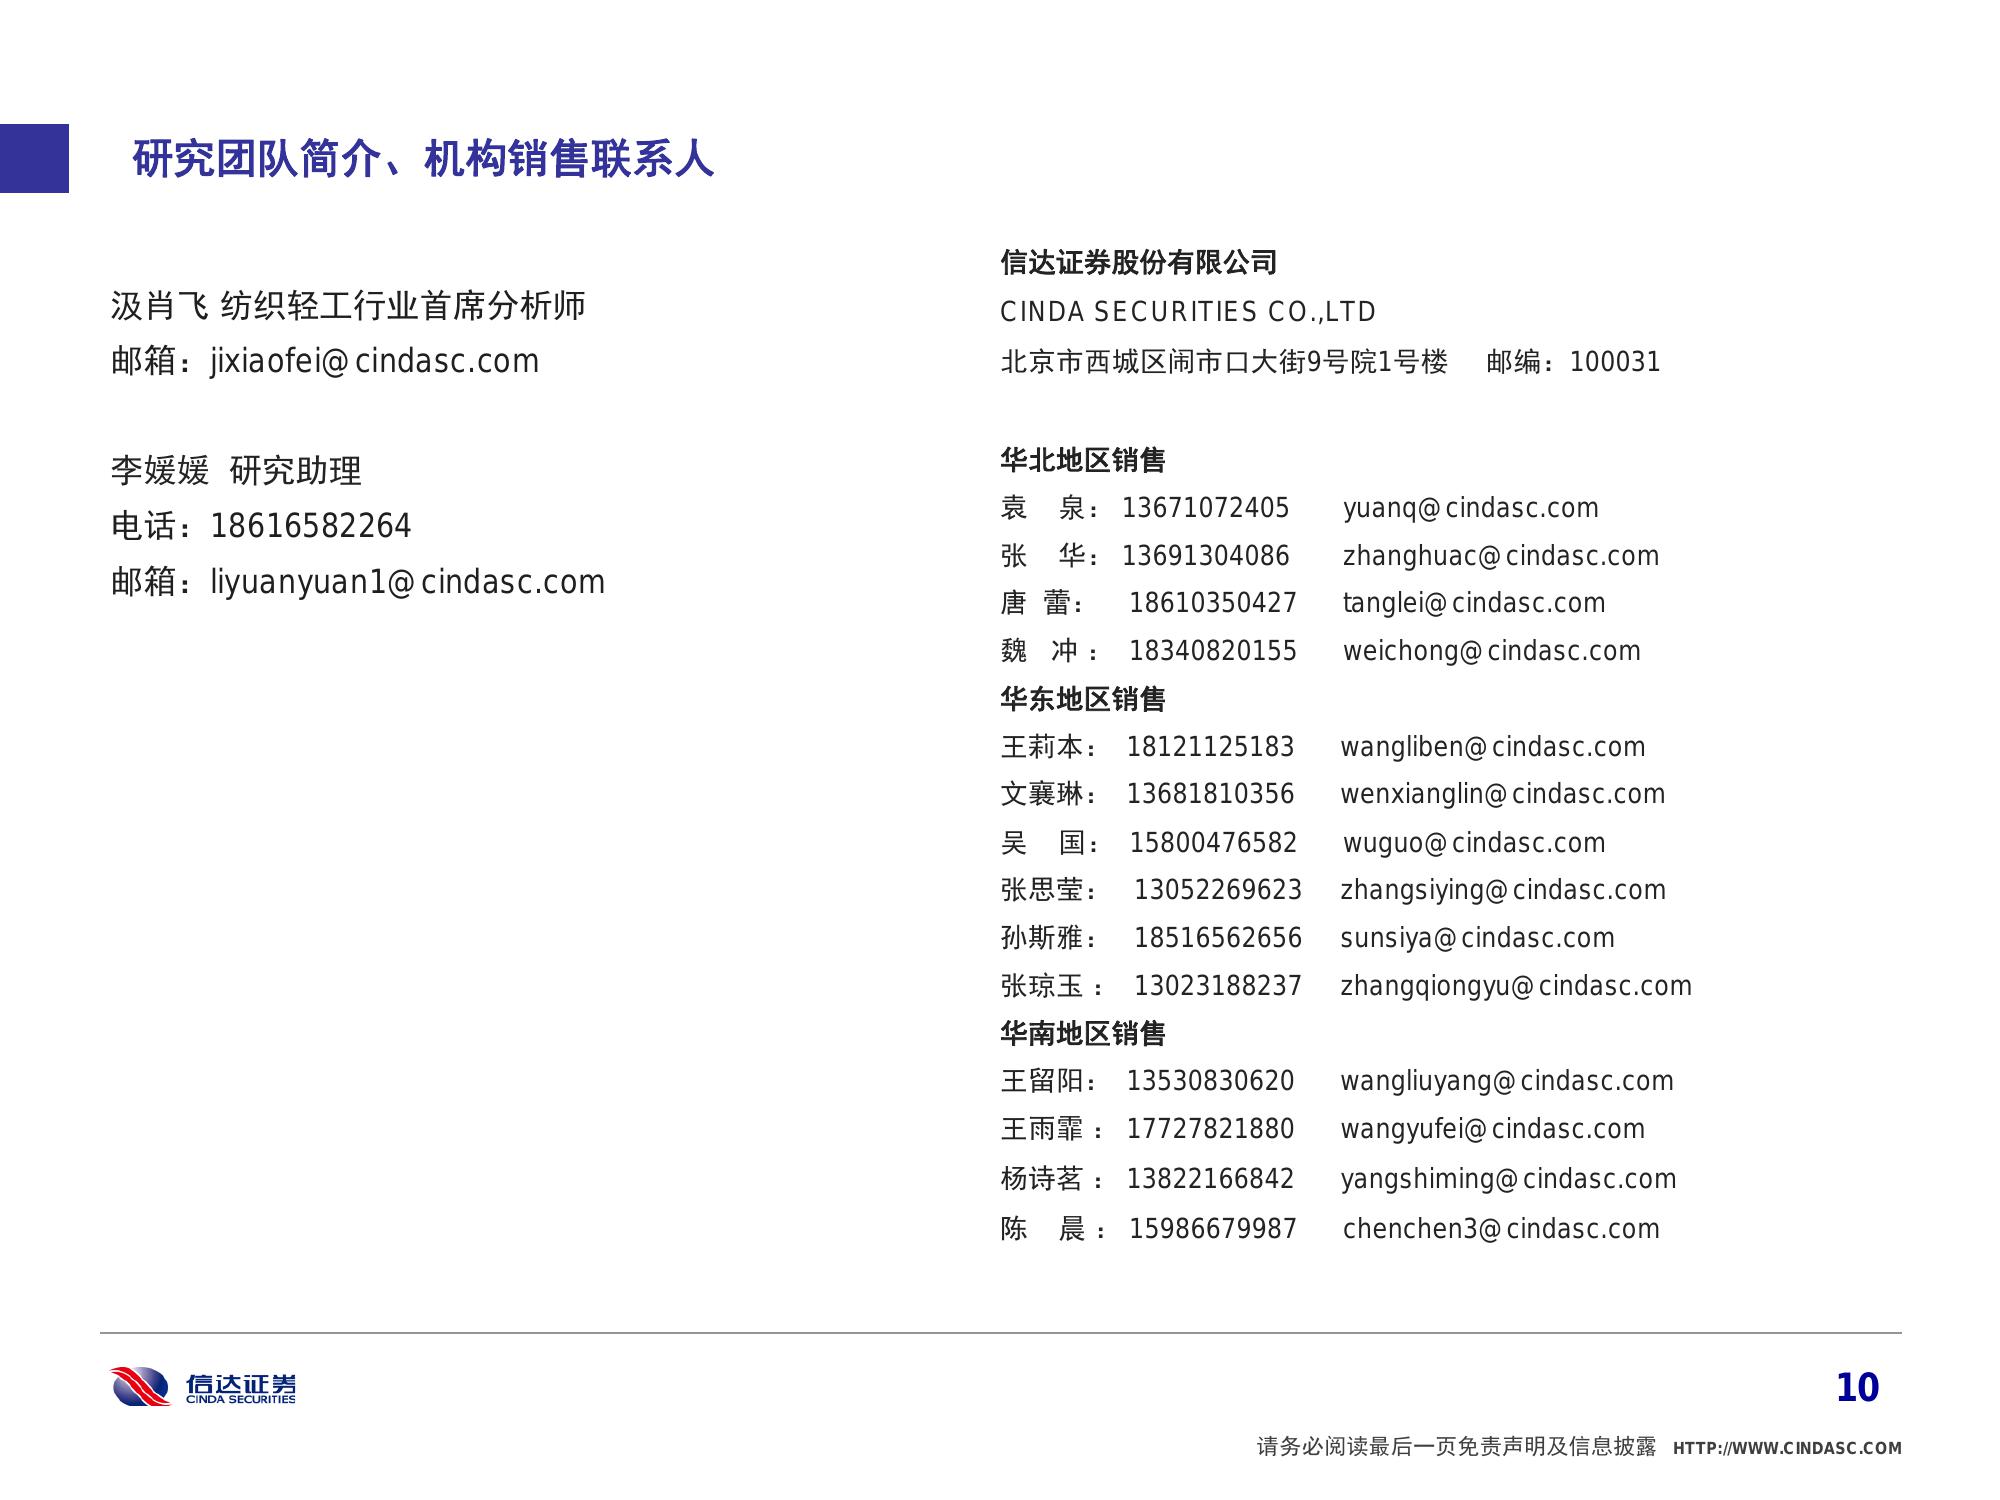 研究团队简介、机构销售联系人
汲肖飞 纺织轻工行业首席分析师
邮箱：jixiaofei@cindasc.com
李媛媛 研究助理
电话：18616582264
邮箱：liyuanyuan1@cindasc.com
信达证券股份有限公司
CINDA SECURITIES CO.,LTD
北京市西城区闹市口大街9号院1号楼 邮编：100031
华北地区销售
袁 泉： 13671072405 yuanq@cindasc.com
张 华： 13691304086 zhanghuac@cindasc.com
唐 蕾： 18610350427 tanglei@cindasc.com
魏 冲： 18340820155 weichong@cindasc.com
华东地区销售
王莉本： 18121125183 wangliben@cindasc.com
文襄琳： 13681810356 wenxianglin@cindasc.com
吴 国： 15800476582 wuguo@cindasc.com
张思莹： 13052269623 zhangsiying@cindasc.com
孙斯雅： 18516562656 sunsiya@cindasc.com
张琼玉： 13023188237 zhangqiongyu@cindasc.com
华南地区销售
王留阳： 13530830620 wangliuyang@cindasc.com
王雨霏： 17727821880 wangyufei@cindasc.com
杨诗茗： 13822166842 yangshiming@cindasc.com
陈 晨： 15986679987 chenchen3@cindasc.com
信达证券
CINDA SECURITIES
10
请务必阅读最后一页免责声明及信息披露 HTTP://WWW.CINDASC.COM